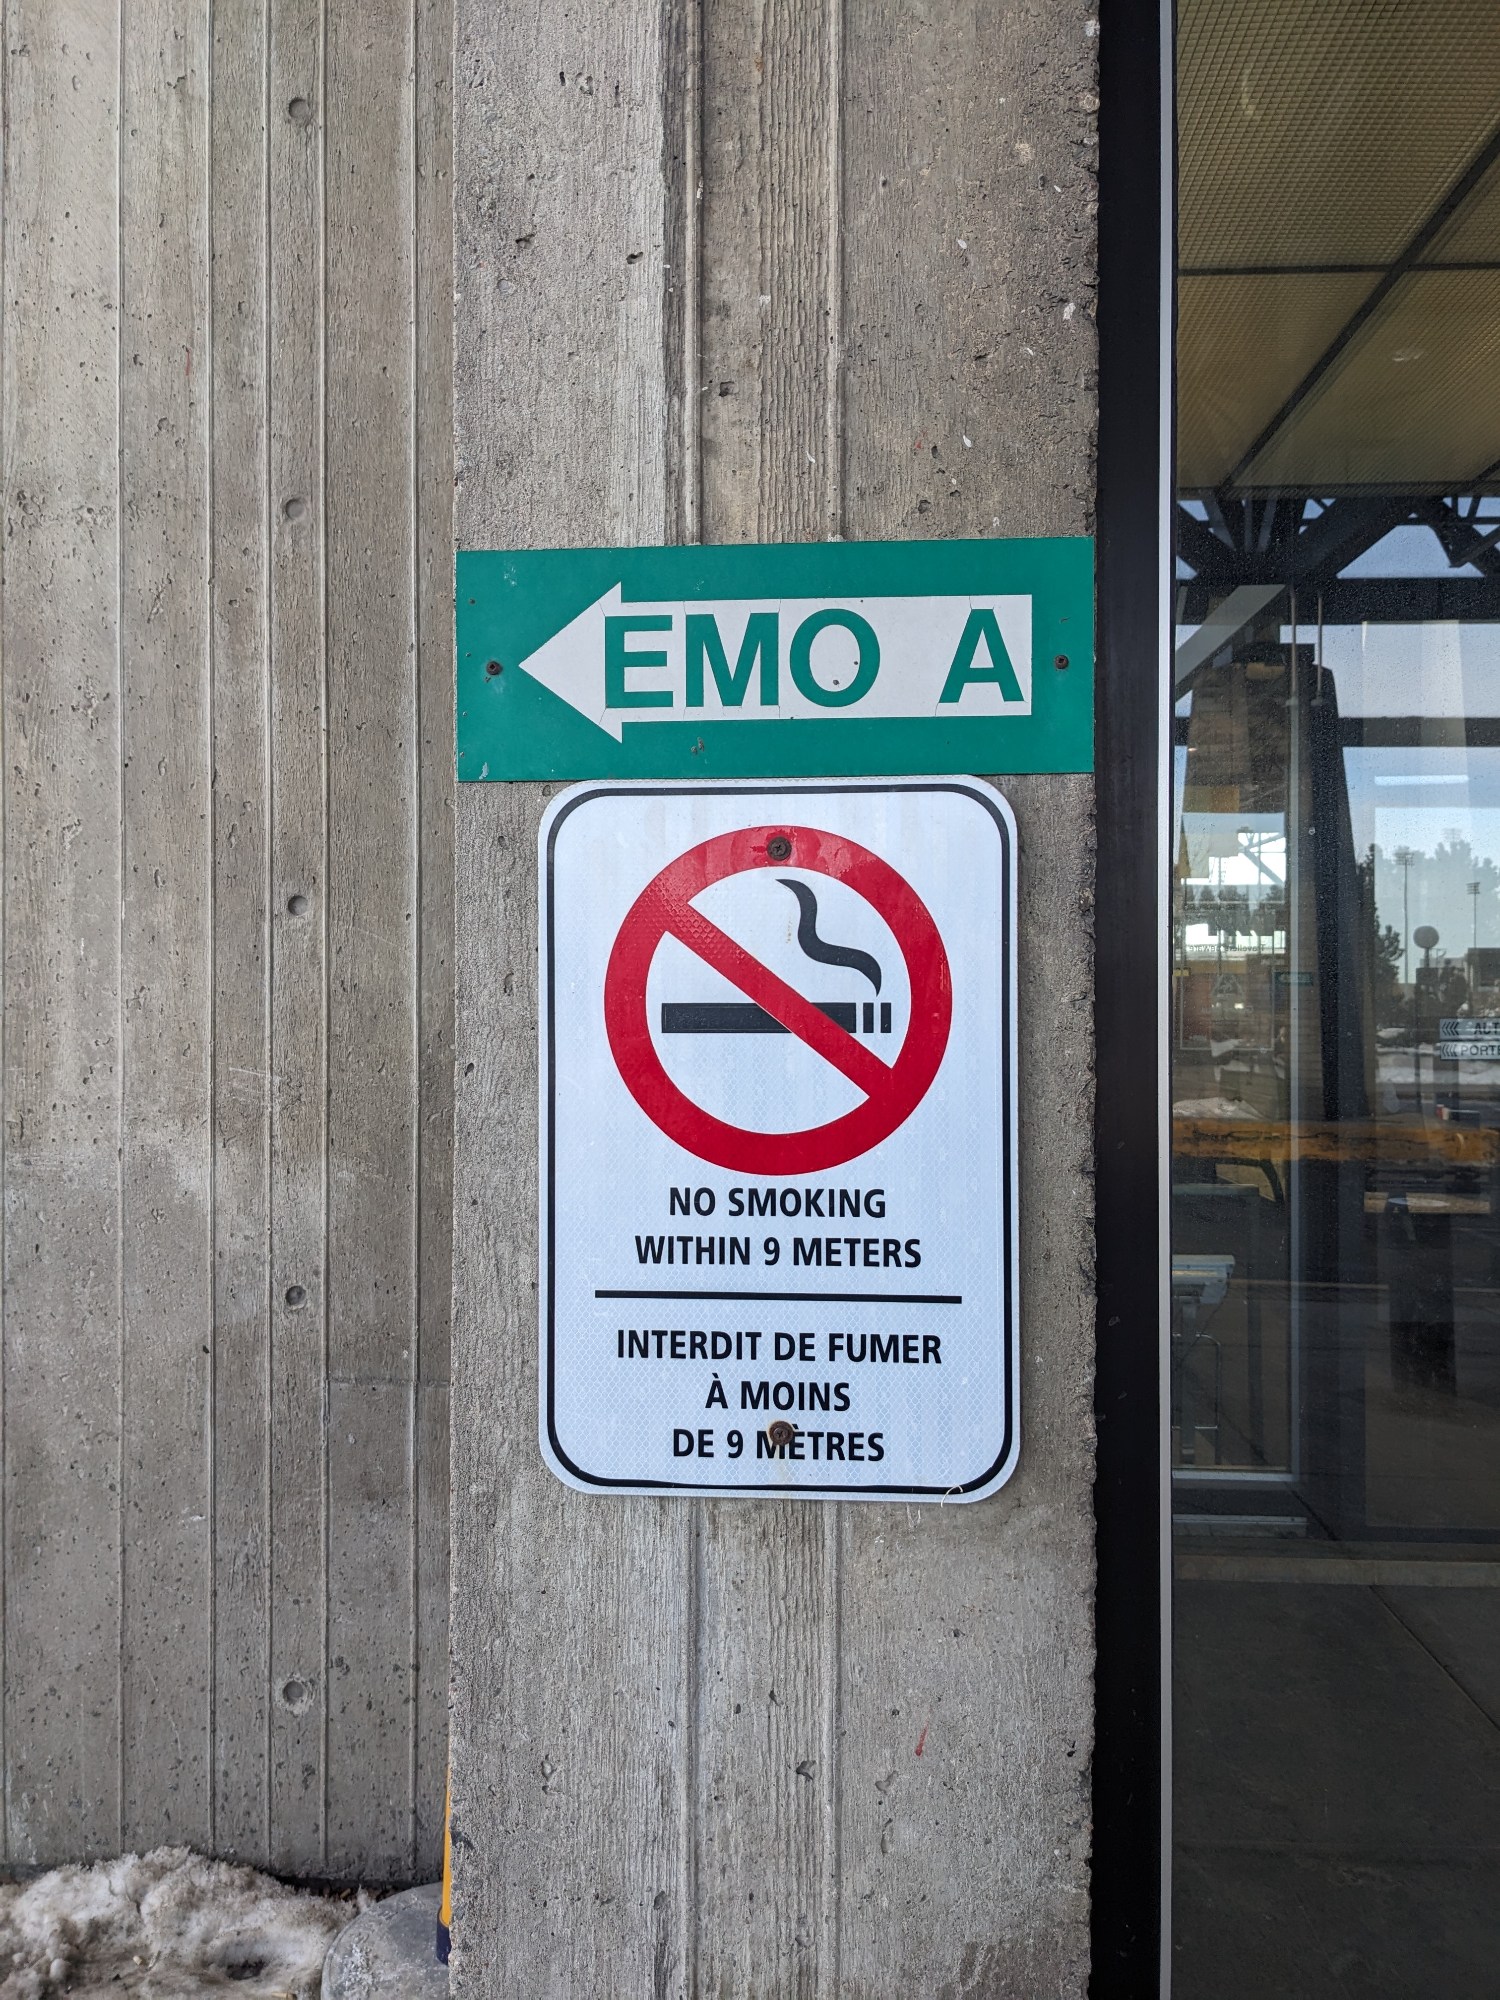 EMO A
NO SMOKING
WITHIN 9 METERS
INTERDIT DE FUMER
À MOINS
DE 9 MÈTRES